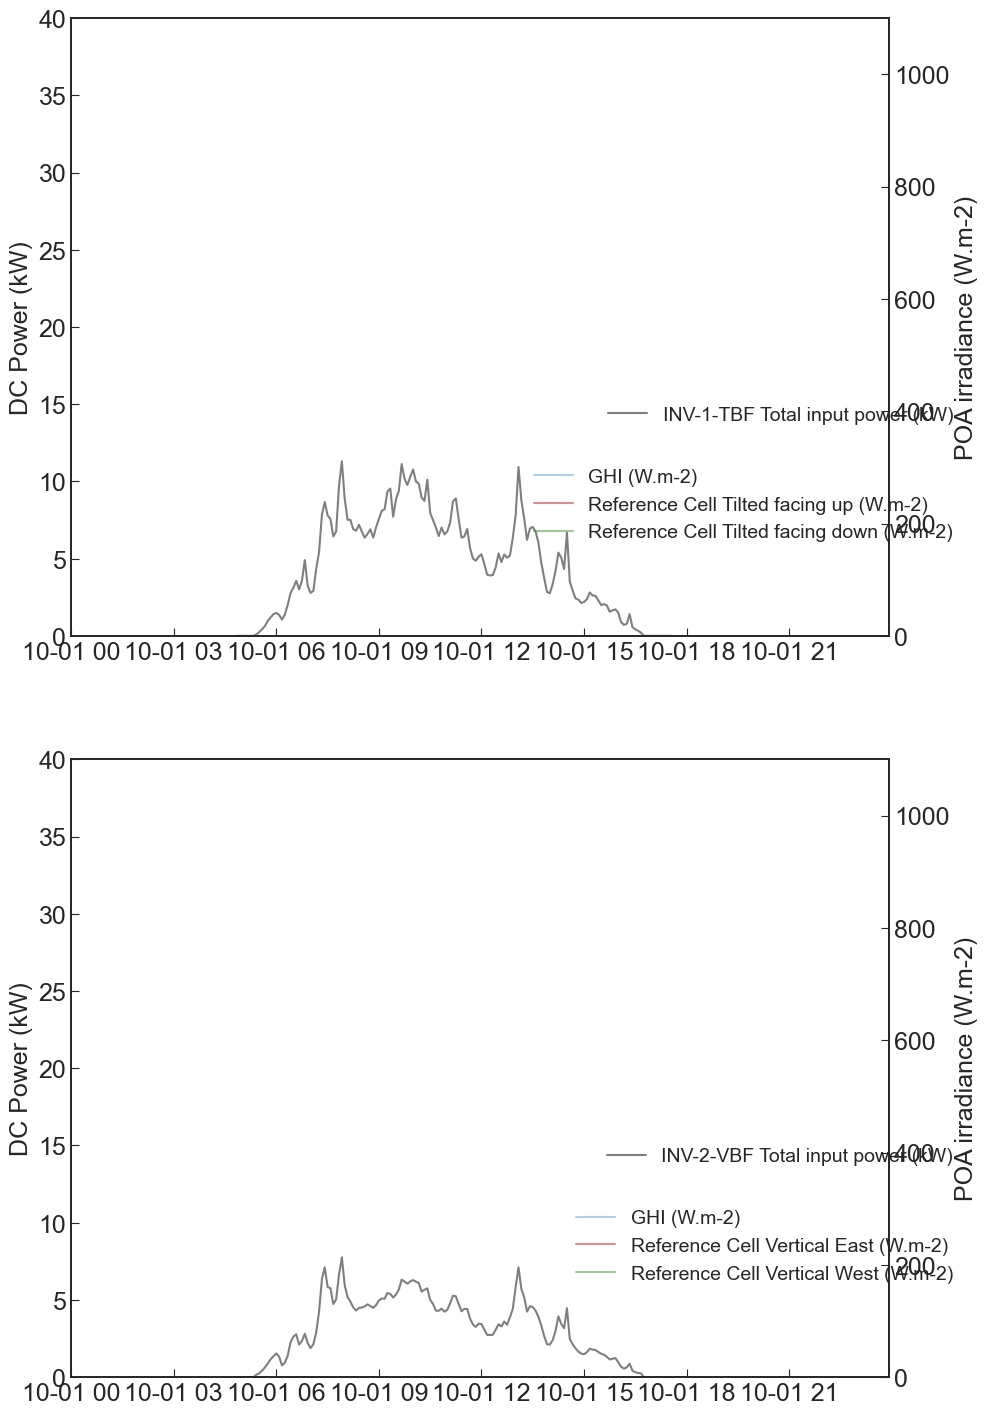 40
35
30
25
20
15
10
5
0
DC Power (kW)
1000
800
600
400
200
0
POA irradiance (W.m-2)
INV-1-TBF Total input power (kW)
GHI (W.m-2)
Reference Cell Tilted facing up (W.m-2)
Reference Cell Tilted facing down (W.m-2)
10-01 00 10-01 03 10-01 06 10-01 09 10-01 12 10-01 15 10-01 18 10-01 21
40
35
30
25
20
15
10
5
0
DC Power (kW)
1000
800
600
400
200
0
POA irradiance (W.m-2)
INV-2-VBF Total input power (kW)
GHI (W.m-2)
Reference Cell Vertical East (W.m-2)
Reference Cell Vertical West (W.m-2)
10-01 00 10-01 03 10-01 06 10-01 09 10-01 12 10-01 15 10-01 18 10-01 21